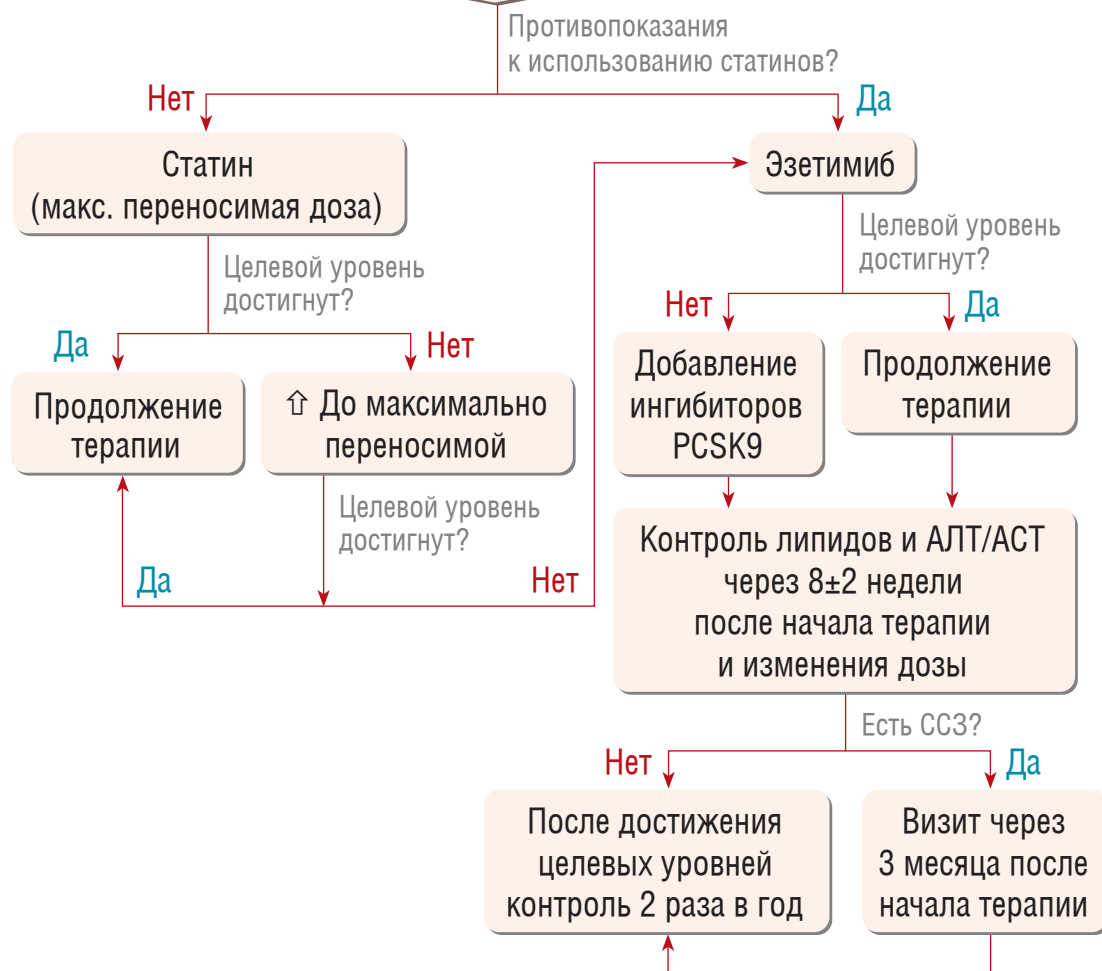 Противопоказания
к использованию статинов?
Нет
Да
Статин
(макс. переносимая доза)
Эзетимиб
Целевой уровень
достигнут?
Целевой уровень
достигнут?
Да
Нет
Нет
Да
Продолжение
терапии
⇧ До максимально
переносимой
Добавление
ингибиторов
PCSK9
Продолжение
терапии
Целевой уровень
достигнут?
Да
Нет
Контроль липидов и АЛТ/АСТ
через 8±2 недели
после начала терапии
и изменения дозы
Есть ССЗ?
Нет
Да
После достижения
целевых уровней
контроль 2 раза в год
Визит через
3 месяца после
начала терапии